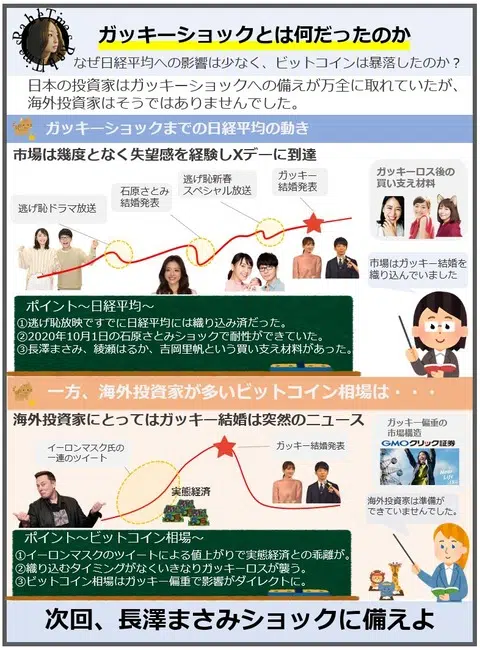 RabbTimes
ガッキーショックとは何だったのか
なぜ日経平均への影響は少なく、ビットコインは暴落したのか？
日本の投資家はガッキーショックへの備えが万全に取れていたが、
海外投資家はそうではありませんでした。
ガッキーショックまでの日経平均の動き
市場は幾度となく失望感を経験しXデーに到達
逃げ恥ドラマ放送
石原さとみ
結婚発表
逃げ恥新春
スペシャル放送
ガッキー
結婚発表
ガッキーロス後の
買い支え材料
市場はガッキー結婚を
織り込んでいました
ポイント～日経平均～
①逃げ恥放映ですでに日経平均には織り込み済だった。
②2020年10月1日の石原さとみショックで耐性ができていた。
③長澤まさみ、綾瀬はるか、吉岡里帆という買い支え材料があった。
一方、海外投資家が多いビットコイン相場は・・・
海外投資家にとってはガッキー結婚は突然のニュース
イーロンマスク氏の
一連のツイート
実態経済
ガッキー結婚発表
ガッキー偏重の
市場構造
GMOクリック証券
海外投資家は準備が
できていませんでした。
ポイント～ビットコイン相場～
①イーロンマスクのツイートによる値上がりで実態経済との乖離が。
②織り込むタイミングがなくいきなりガッキーロスが襲う。
③ビットコイン相場はガッキー偏重で影響がダイレクトに。
次回、長澤まさみショックに備えよ